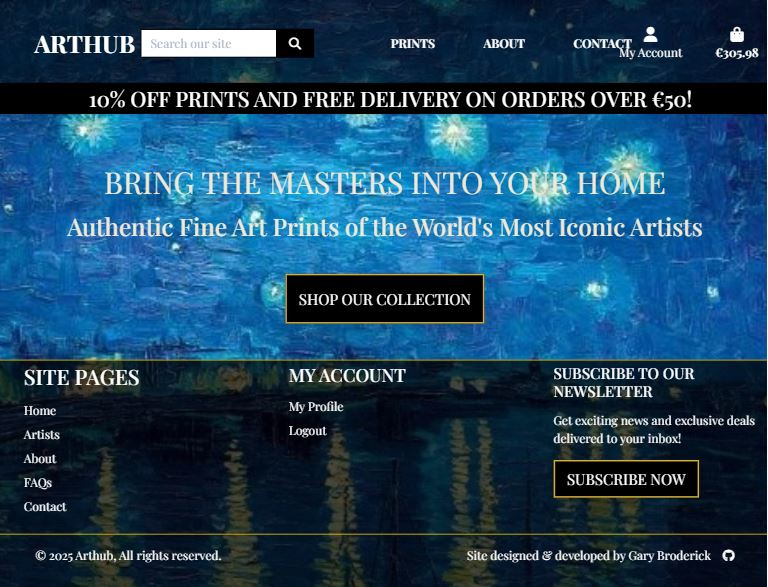 ARTHUB
Search our site
PRINTS ABOUT CONTACT
My Account
€305.98
10% OFF PRINTS AND FREE DELIVERY ON ORDERS OVER €50!
BRING THE MASTERS INTO YOUR HOME
Authentic Fine Art Prints of the World's Most Iconic Artists
SHOP OUR COLLECTION
SITE PAGES
Home
Artists
About
FAQs
Contact
MY ACCOUNT
My Profile
Logout
SUBSCRIBE TO OUR
NEWSLETTER
Get exciting news and exclusive deals
delivered to your inbox!
SUBSCRIBE NOW
© 2025 Arthub, All rights reserved.
Site designed & developed by Gary Broderick